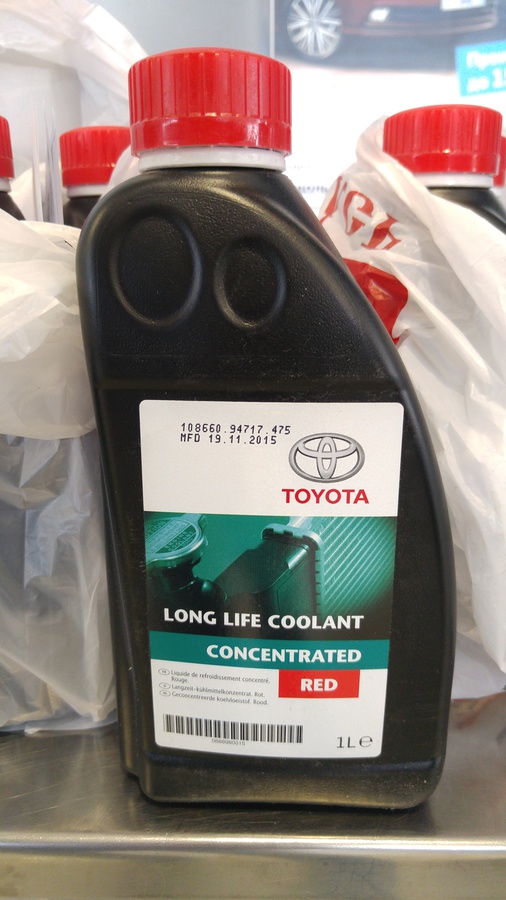 108660.94717.475
MFD 19.11.2015
TOYOTA
LONG LIFE COOLANT
CONCENTRATED
RED
Liquide de refroidissement concentré.
Rouge.
Langzeit-kühlmittelkonzentrat. Rot.
Geconcentreerde koelvloeistof. Rood.
1L℮